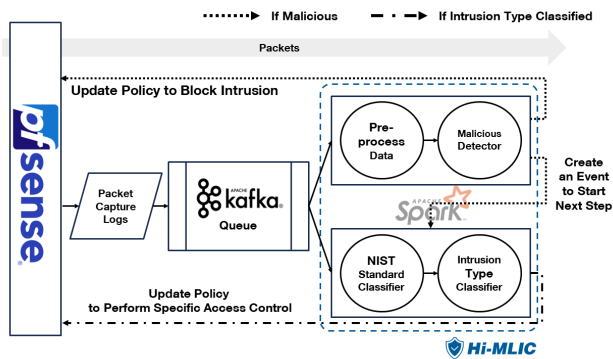 If Malicious
If Intrusion Type Classified
Packets
Update Policy to Block Intrusion
pfsense
Pre-
process
Data
Malicious
Detector
Create
an Event
to Start
Next Step
Packet
Capture
Logs
APACHE
kafka
Queue
APACHE
Spark
NIST
Standard
Classifier
Intrusion
Type
Classifier
Update Policy
to Perform Specific Access Control
Hi-MLIC